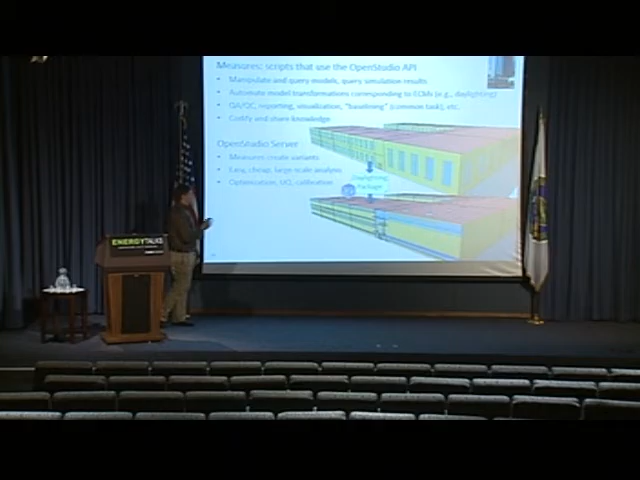 Measures: scripts that use the OpenStudio API
• Manipulate and query models, query simulation results
• Automate model transformations corresponding to ECMs (e.g., daylighting)
• QA/QC, reporting, visualization, "baselining" (common task), etc.
• Codify and share knowledge
OpenStudio Server
• Measures create variants
• Easy, cheap, large scale analysis
• Optimization, UQ, calibration
Daylighting
Package
ENERGYTALKS